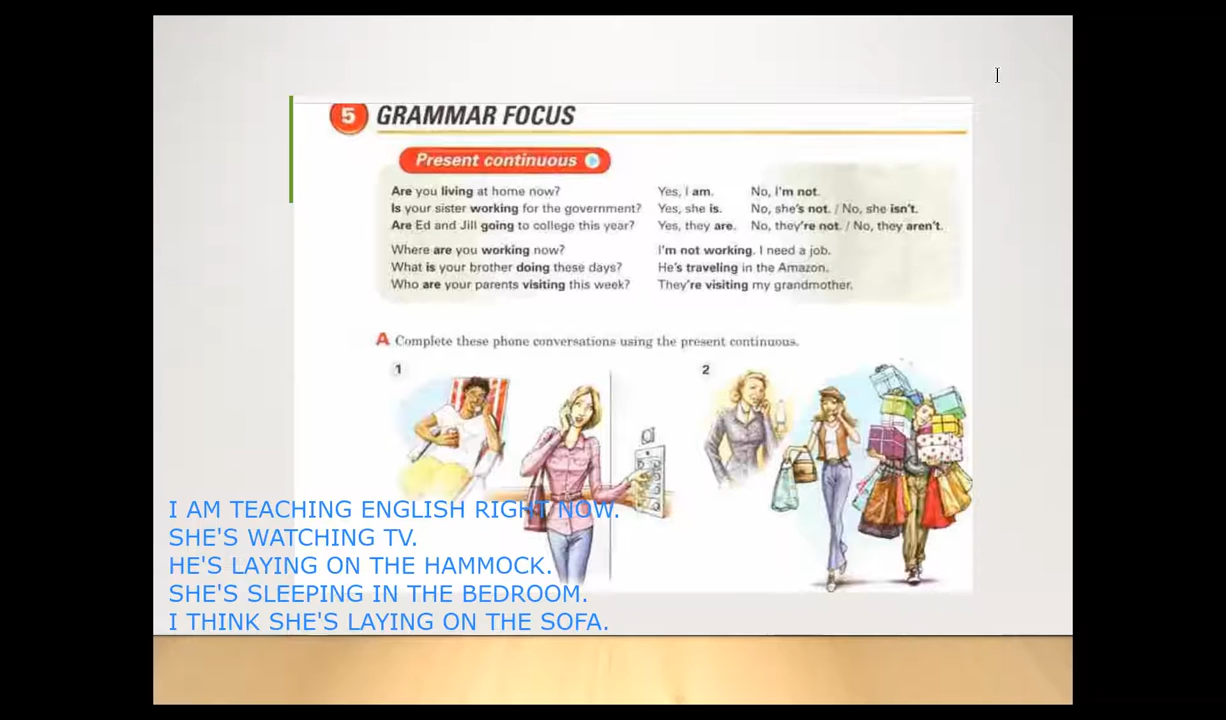 5 GRAMMAR FOCUS
Present continuous
Are you living at home now? Yes, I am. No, I'm not.
Is your sister working for the government? Yes, she is. No, she's not. / No, she isn't.
Are Ed and Jill going to college this year? Yes, they are. No, they're not. / No, they aren't.
Where are you working now? I'm not working. I need a job.
What is your brother doing these days? He's traveling in the Amazon.
Who are your parents visiting this week? They're visiting my grandmother.
A Complete these phone conversations using the present continuous.
1 2
I AM TEACHING ENGLISH RIGHT NOW.
SHE'S WATCHING TV.
HE'S LAYING ON THE HAMMOCK.
SHE'S SLEEPING IN THE BEDROOM.
I THINK SHE'S LAYING ON THE SOFA.